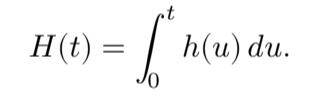 H(t) = ∫₀ᵗ h(u) du.